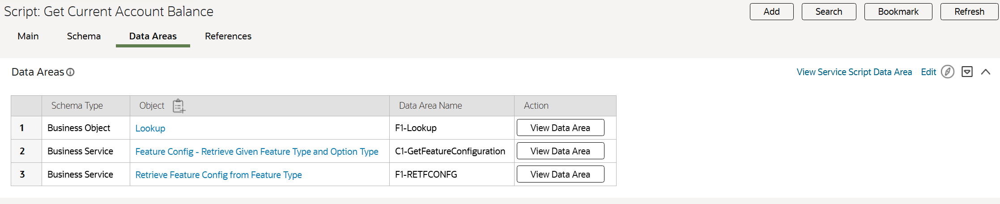 Script: Get Current Account Balance
Add Search Bookmark Refresh
Main Schema Data Areas References
Data Areas View Service Script Data Area Edit
Schema Type Object Data Area Name Action
1 Business Object Lookup F1-Lookup View Data Area
2 Business Service Feature Config - Retrieve Given Feature Type and Option Type C1-GetFeatureConfiguration View Data Area
3 Business Service Retrieve Feature Config from Feature Type F1-RETFCONFG View Data Area